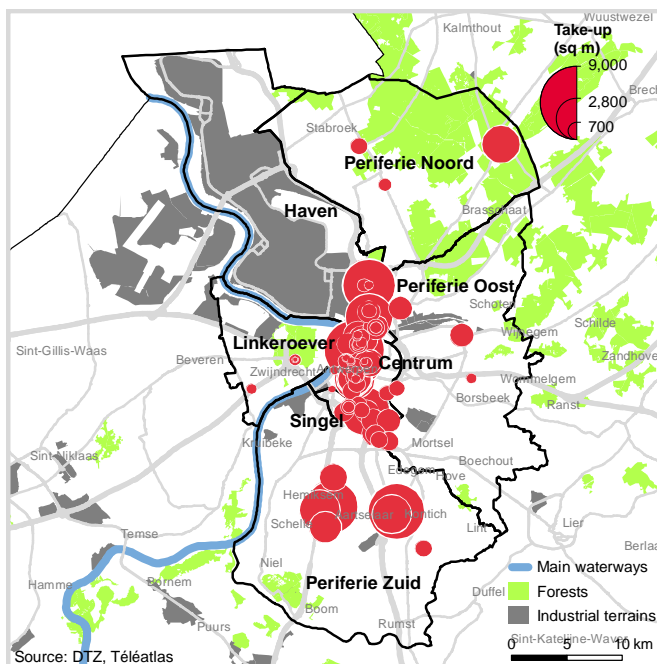 Wuustwezel
Kalmthout
Take-up
(sq m)
9,000
2,800
700
Brech
Stabroek
Periferie Noord
Brasschaat
Haven
Periferie Oost
Schoten
Schilde
Wijnegem
Zandhove
Linkeroever
Sint-Gillis-Waas
Beveren
Zwijndrecht
Centrum
Wommelgem
Borsbeek
Ranst
Singel
Kruibeke
Mortsel
Sint-Niklaas
Boechout
Edegem
Hove
Hemiksem
Aartselaar
Kontich
Schelle
Lint
Lier
Temse
Berlaa
Niel
Main waterways
Hamme
Bornem
Periferie Zuid
Duffel
Forests
Boom
Industrial terrains
Puurs
Rumst
Sint-Katelijne-Waver
0 5 10 km
Source: DTZ, Téléatlas